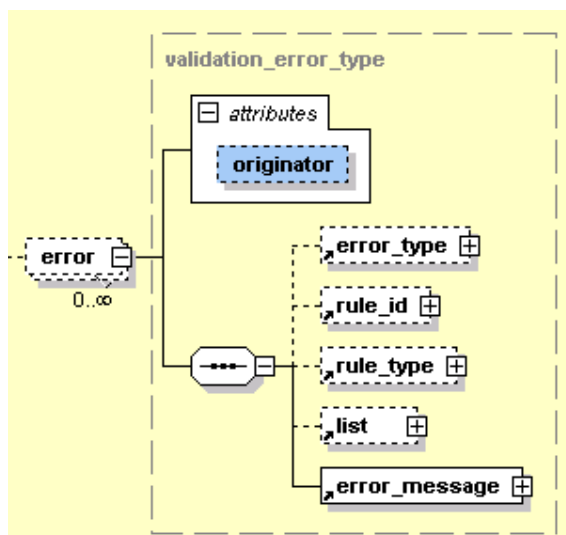 validation_error_type
attributes
originator
error
0..∞
error_type
rule_id
rule_type
list
error_message